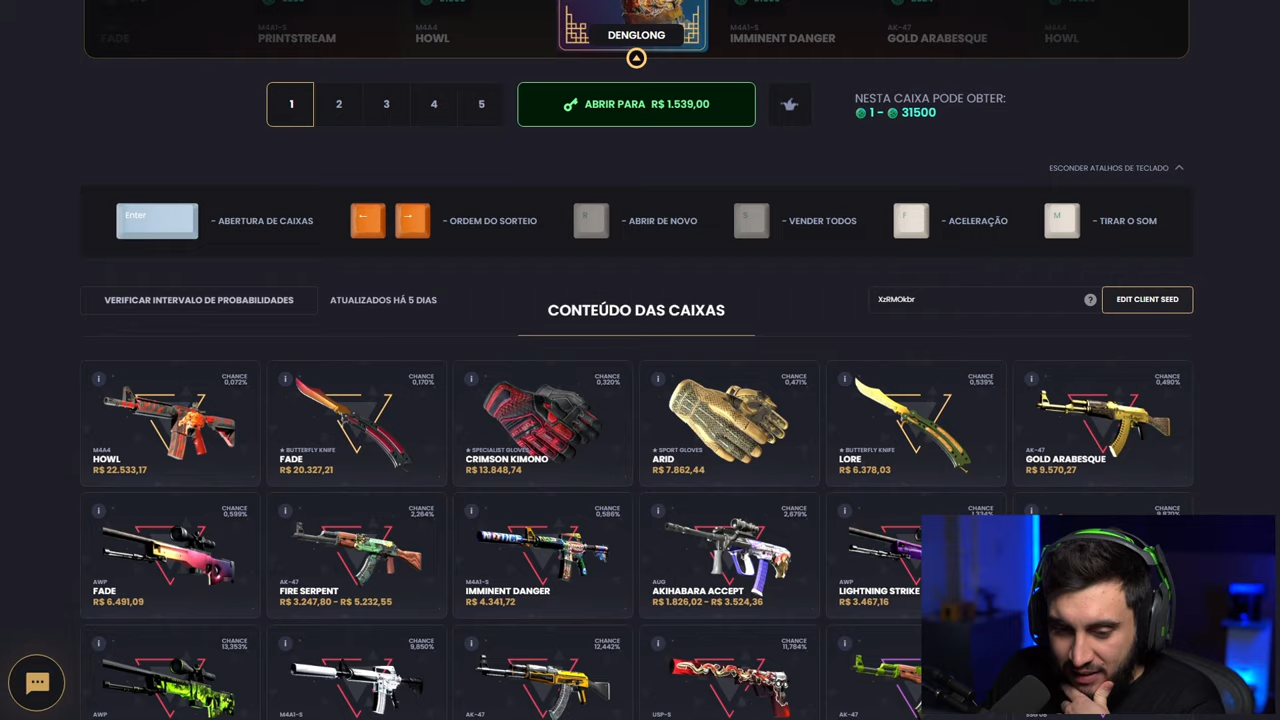 M4A4 M4A1-S M4A4 M4A1-S AK-47 M4A4
FADE PRINTSTREAM HOWL DENGLONG IMMINENT DANGER GOLD ARABESQUE HOWL
1 2 3 4 5 ABRIR PARA R$ 1.539,00 NESTA CAIXA PODE OBTER:
1 - 31500
ESCONDER ATALHOS DE TECLADO
Enter - ABERTURA DE CAIXAS ← → - ORDEM DO SORTEIO R - ABRIR DE NOVO S - VENDER TODOS F - ACELERAÇÃO M - TIRAR O SOM
VERIFICAR INTERVALO DE PROBABILIDADES ATUALIZADOS HÁ 5 DIAS CONTEÚDO DAS CAIXAS XzRMOkbr ? EDIT CLIENT SEED
CHANCE CHANCE CHANCE CHANCE CHANCE CHANCE
0,072% 0,170% 0,320% 0,471% 0,539% 0,490%
M4A4 ★ BUTTERFLY KNIFE ★ SPECIALIST GLOVES ★ SPORT GLOVES ★ BUTTERFLY KNIFE AK-47
HOWL FADE CRIMSON KIMONO ARID LORE GOLD ARABESQUE
R$ 22.533,17 R$ 20.327,21 R$ 13.848,74 R$ 7.862,44 R$ 6.378,03 R$ 9.570,27
CHANCE CHANCE CHANCE CHANCE CHANCE CHANCE
0,599% 2,264% 0,586% 2,679%
AWP AK-47 M4A1-S AUG AWP
FADE FIRE SERPENT IMMINENT DANGER AKIHABARA ACCEPT LIGHTNING STRIKE
R$ 6.491,09 R$ 3.247,80 - R$ 5.232,55 R$ 4.341,72 R$ 1.826,02 - R$ 3.524,36 R$ 3.467,16
CHANCE CHANCE CHANCE CHANCE
13,353% 9,850% 12,442% 11,784%
AWP M4A1-S AK-47 USP-S AK-47